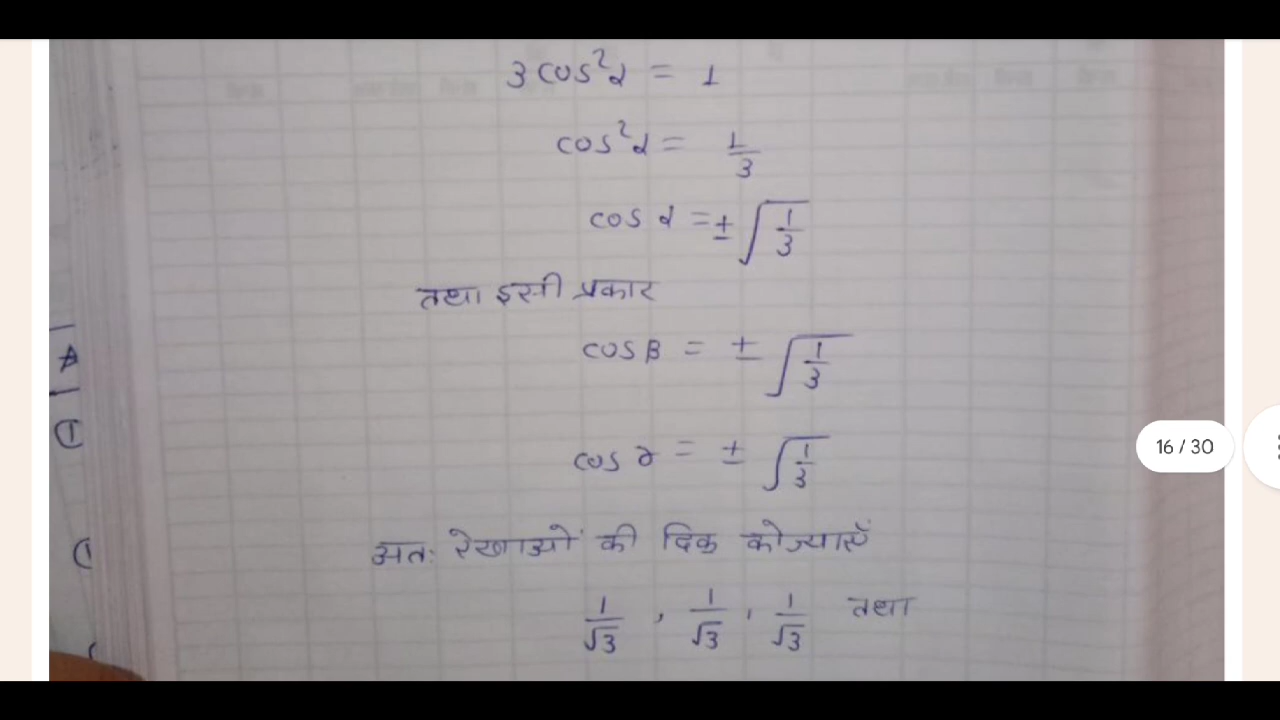 3 cos²α = 1
cos²α = 1/3
cos α = ± √(1/3)
तथा इसी प्रकार
cos β = ± √(1/3)
cos γ = ± √(1/3)
अतः रेखाओं की दिक् कोज्याएँ
1/√3 , 1/√3 , 1/√3 तथा
16 / 30